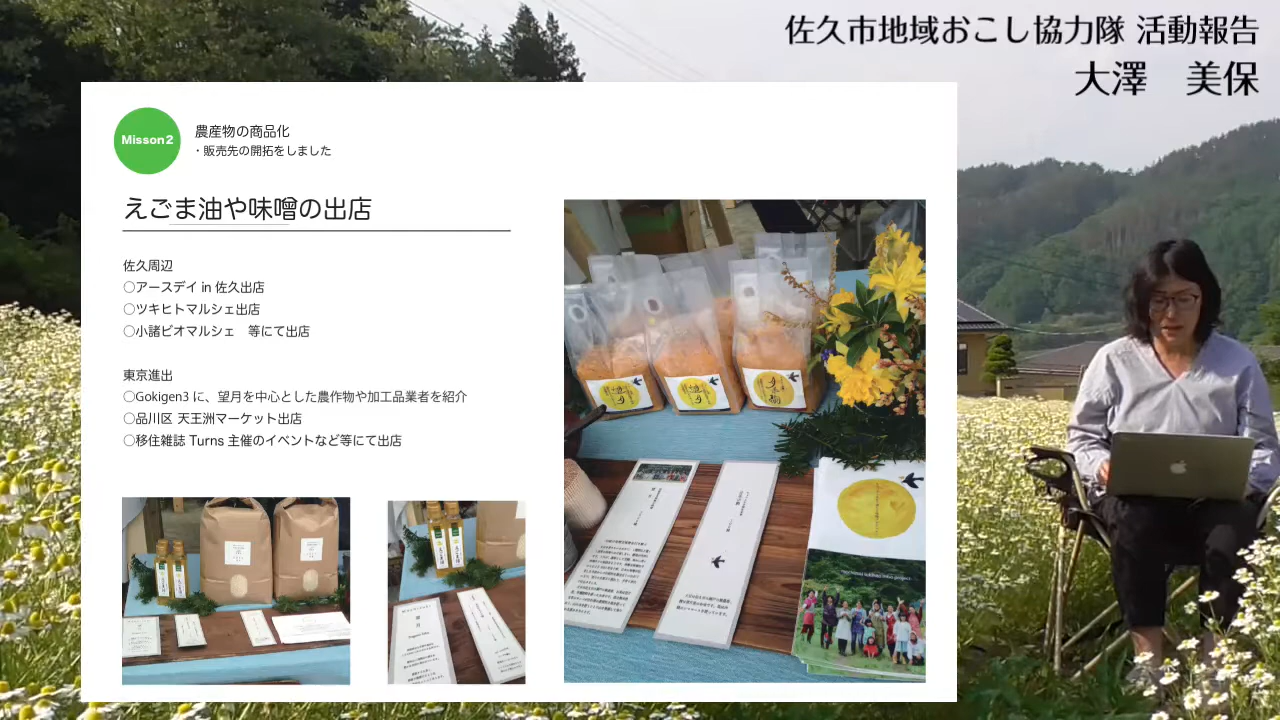 佐久市地域おこし協力隊 活動報告
大澤　美保
Misson2
農産物の商品化
・販売先の開拓をしました
えごま油や味噌の出店
佐久周辺
○アースデイ in 佐久出店
○ツキヒトマルシェ出店
○小諸ビオマルシェ　等にて出店
東京進出
○Gokigen3 に、望月を中心とした農作物や加工品業者を紹介
○品川区 天王洲マーケット出店
○移住雑誌 Turns 主催のイベントなど等にて出店